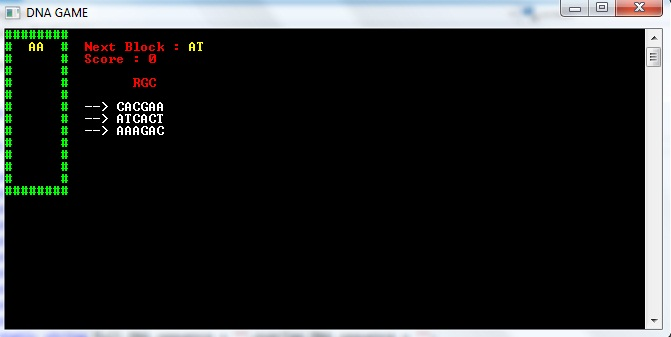 DNA GAME
########
#  AA  #  Next Block : AT
#      #  Score : 0
#      #
#      #        RGC
#      #
#      #  --> CACGAA
#      #  --> ATCACT
#      #  --> AAAGAC
#      #
#      #
#      #
#      #
########